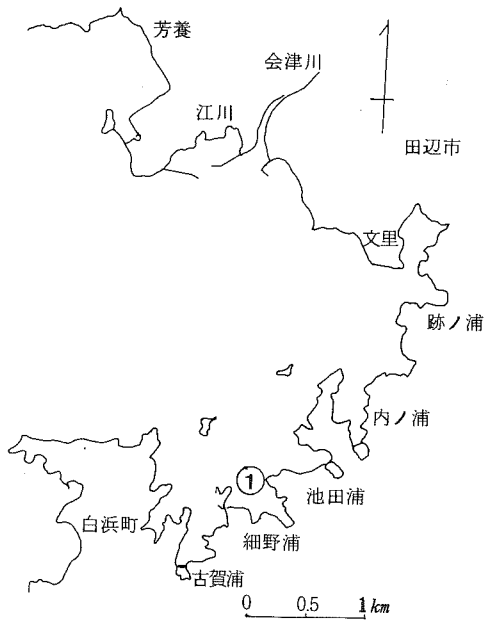 芳養
会津川
江川
田辺市
文里
跡ノ浦
内ノ浦
①
池田浦
白浜町
細野浦
古賀浦
0 0.5 1 km